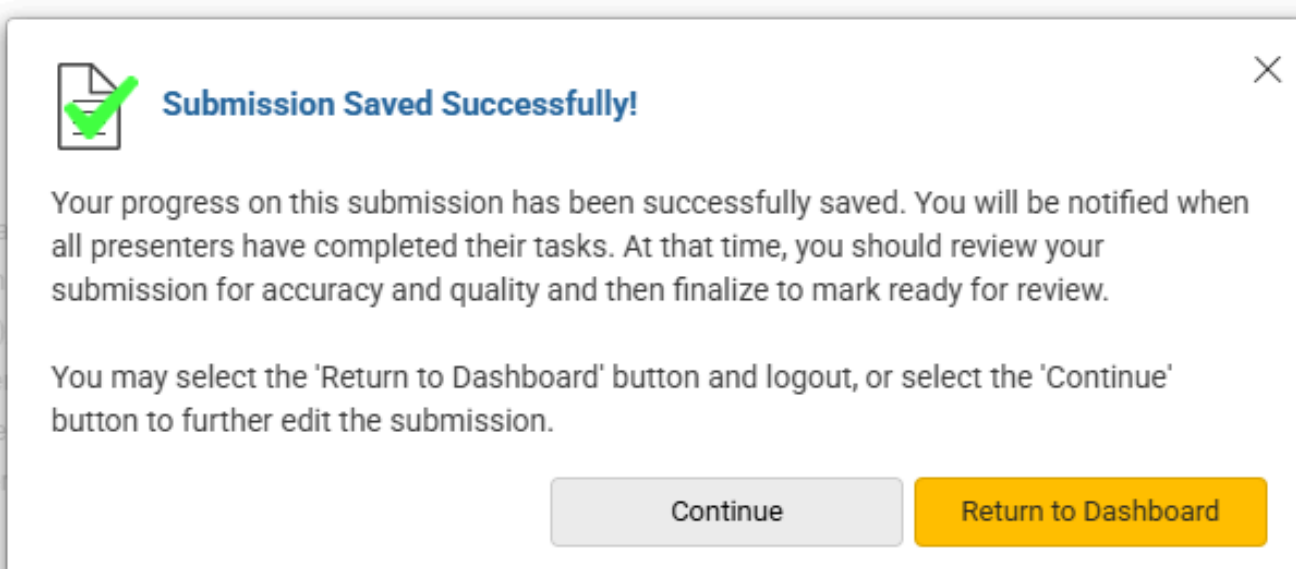 Submission Saved Successfully!
Your progress on this submission has been successfully saved. You will be notified when
all presenters have completed their tasks. At that time, you should review your
submission for accuracy and quality and then finalize to mark ready for review.
You may select the 'Return to Dashboard' button and logout, or select the 'Continue'
button to further edit the submission.
Continue
Return to Dashboard